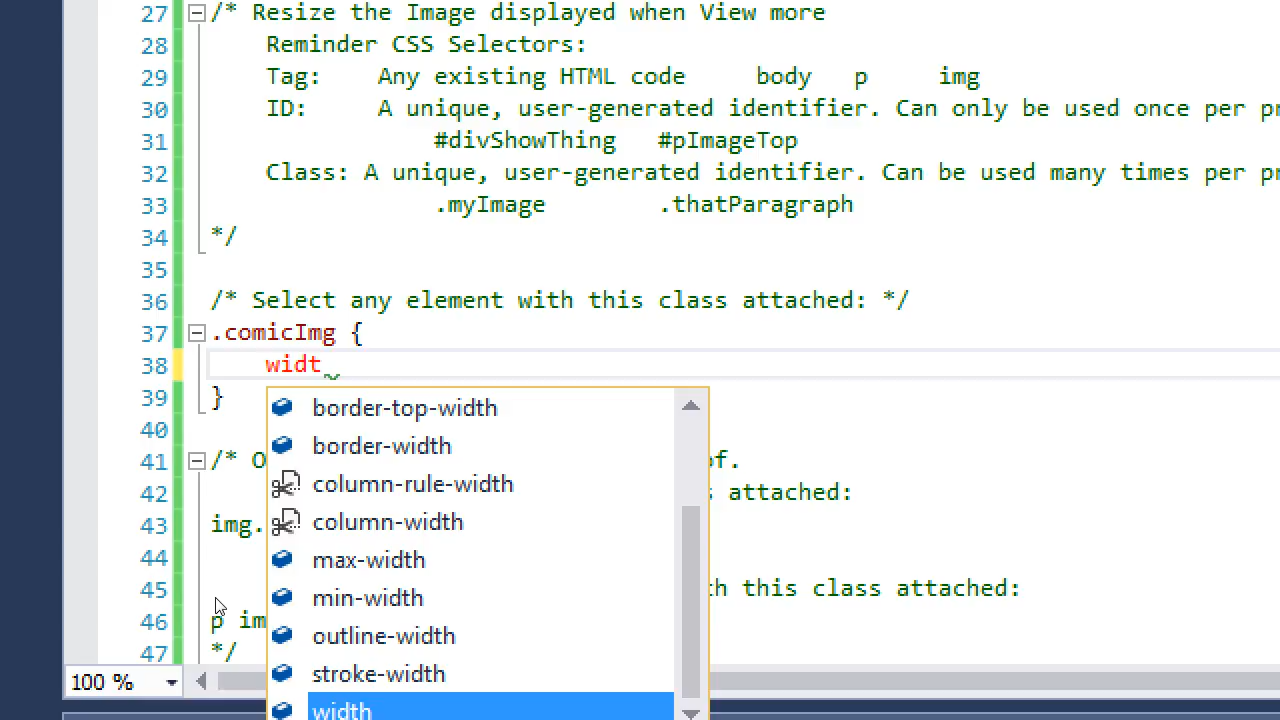 27 /* Resize the Image displayed when View more
28 Reminder CSS Selectors:
29 Tag: Any existing HTML code body p img
30 ID: A unique, user-generated identifier. Can only be used once per
31 #divShowThing #pImageTop
32 Class: A unique, user-generated identifier. Can be used many times per
33 .myImage .thatParagraph
34 */
35
36 /* Select any element with this class attached: */
37 .comicImg {
38 widt
39 }
border-top-width
40
border-width
41 /* of.
column-rule-width
42 attached:
column-width
43 img.
max-width
44
min-width
45 this class attached:
outline-width
46 p
stroke-width
47 */
width
100 %